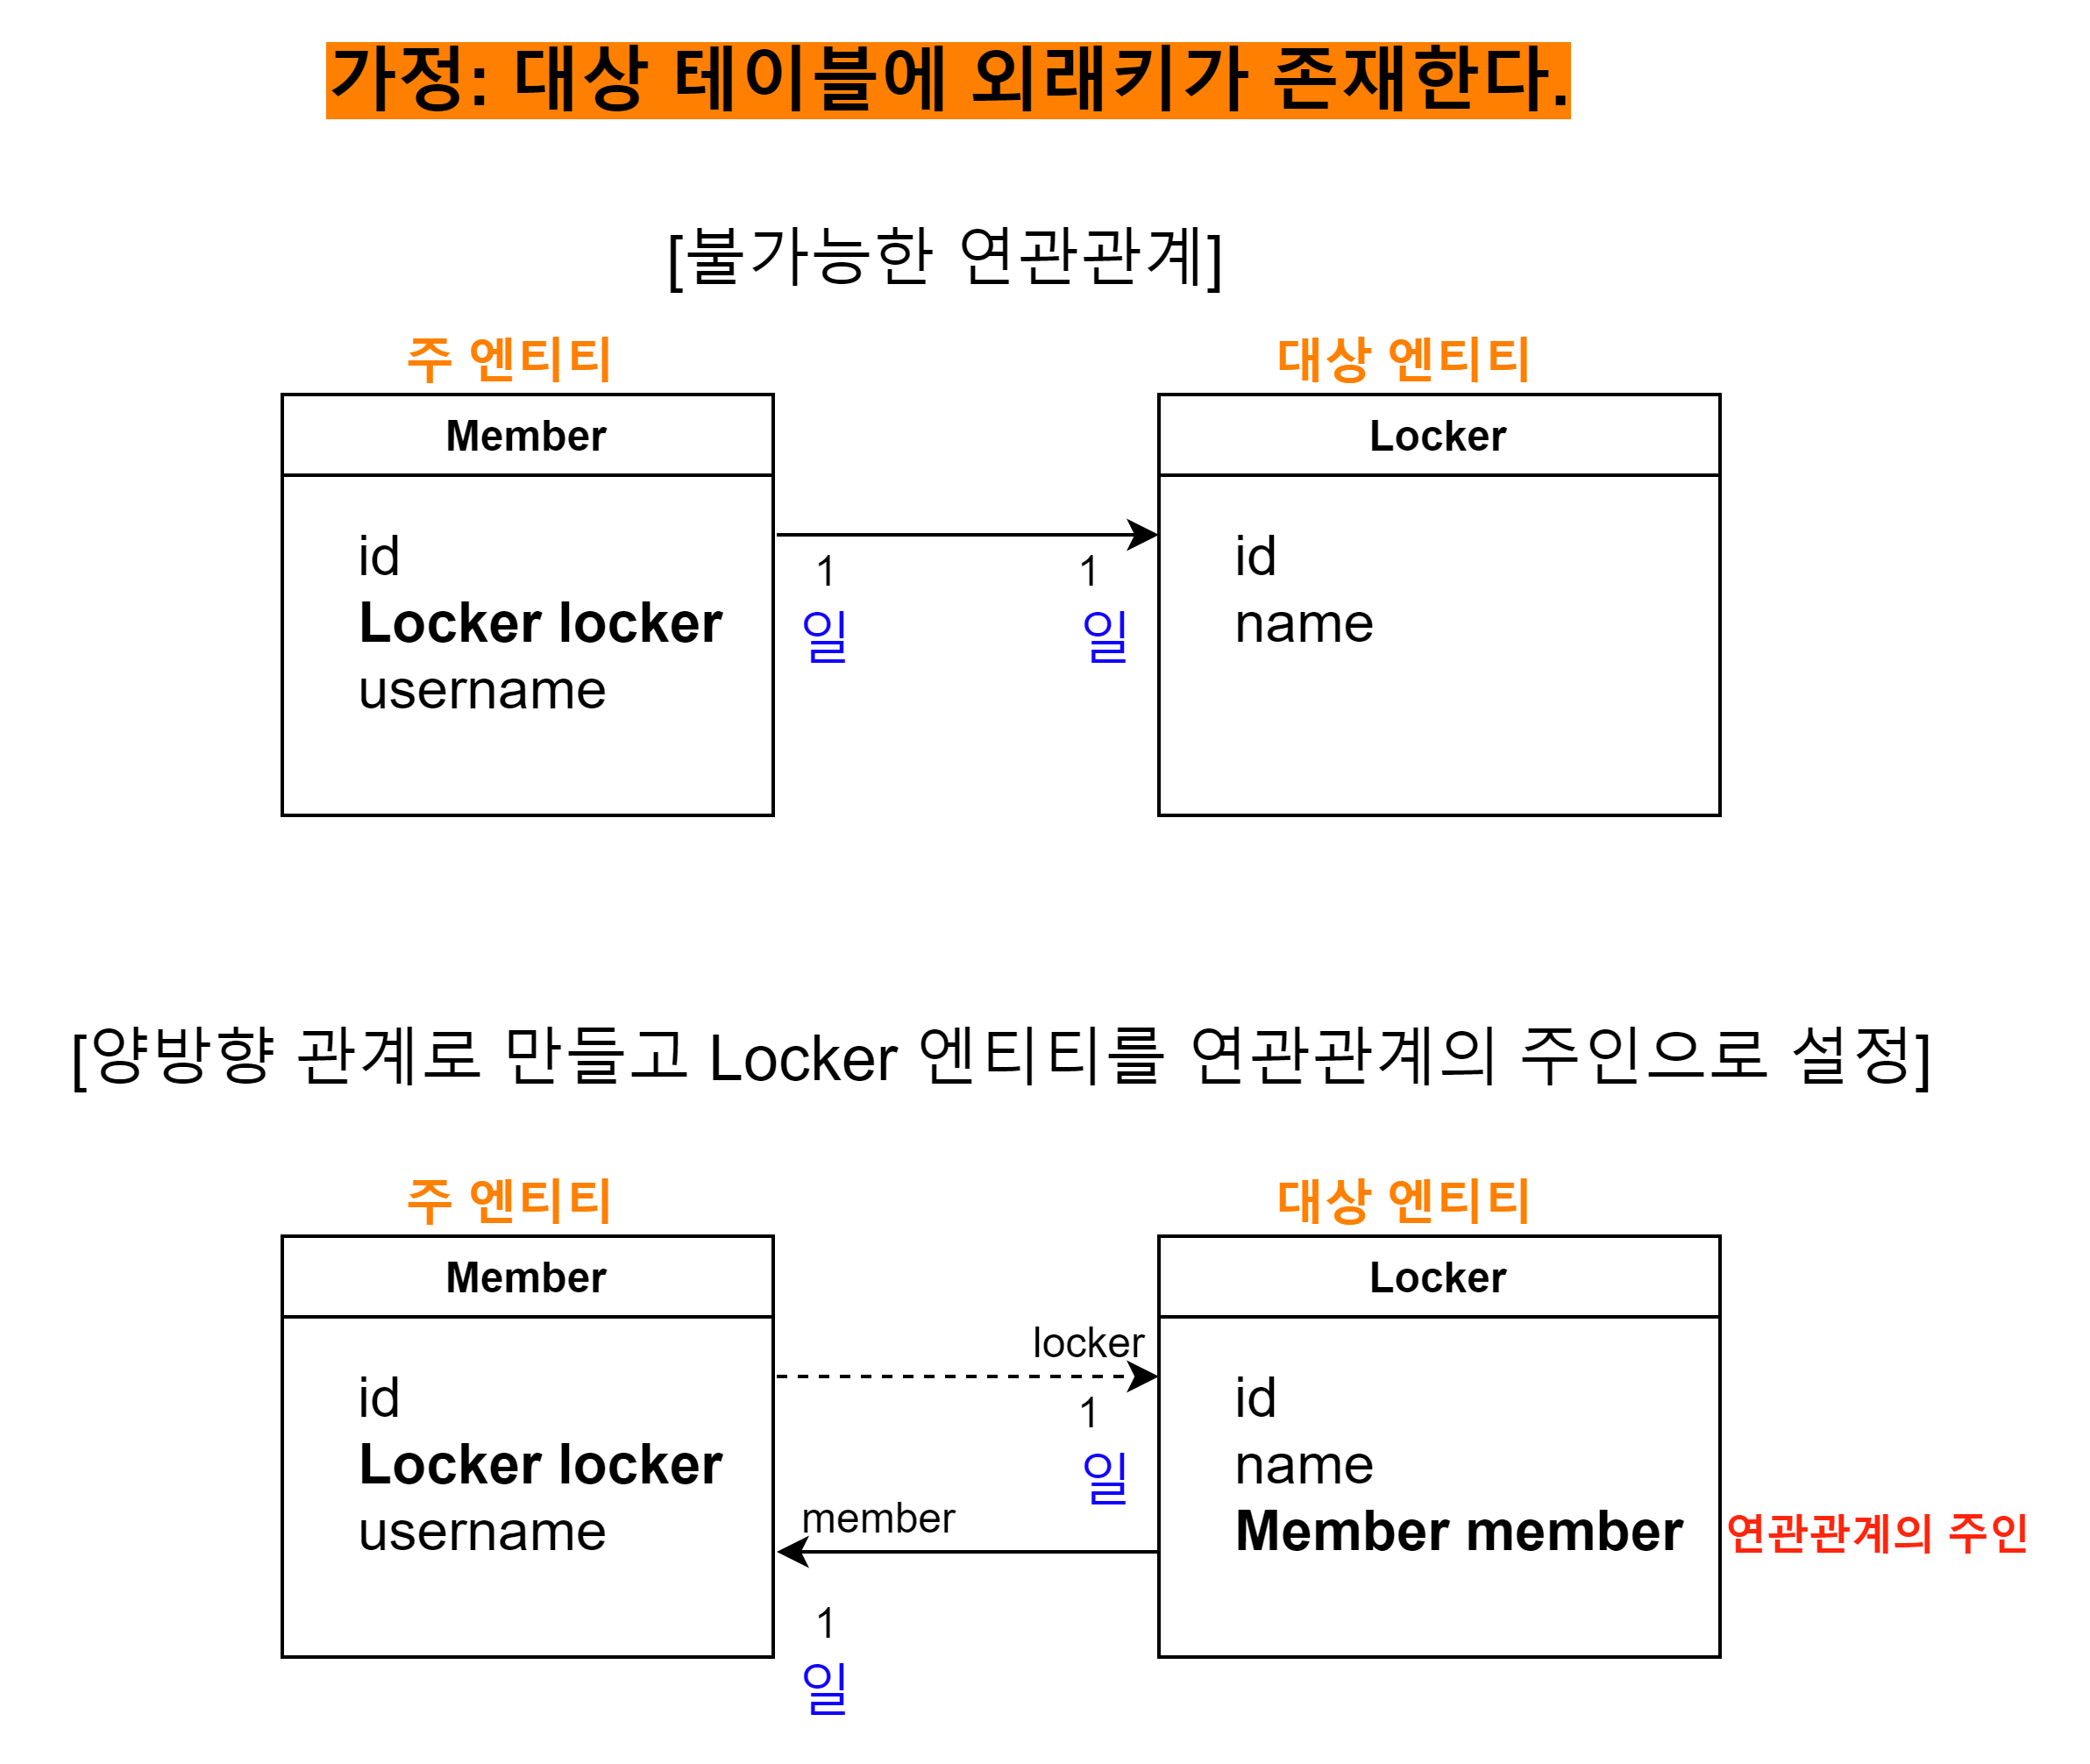 가정: 대상 테이블에 외래키가 존재한다.
[불가능한 연관관계]
주 엔티티
대상 엔티티
Member
Locker
id
Locker locker
username
1
일
1
일
id
name
[양방향 관계로 만들고 Locker 엔티티를 연관관계의 주인으로 설정]
주 엔티티
대상 엔티티
Member
Locker
id
Locker locker
username
locker
1
일
member
1
일
id
name
Member member
연관관계의 주인